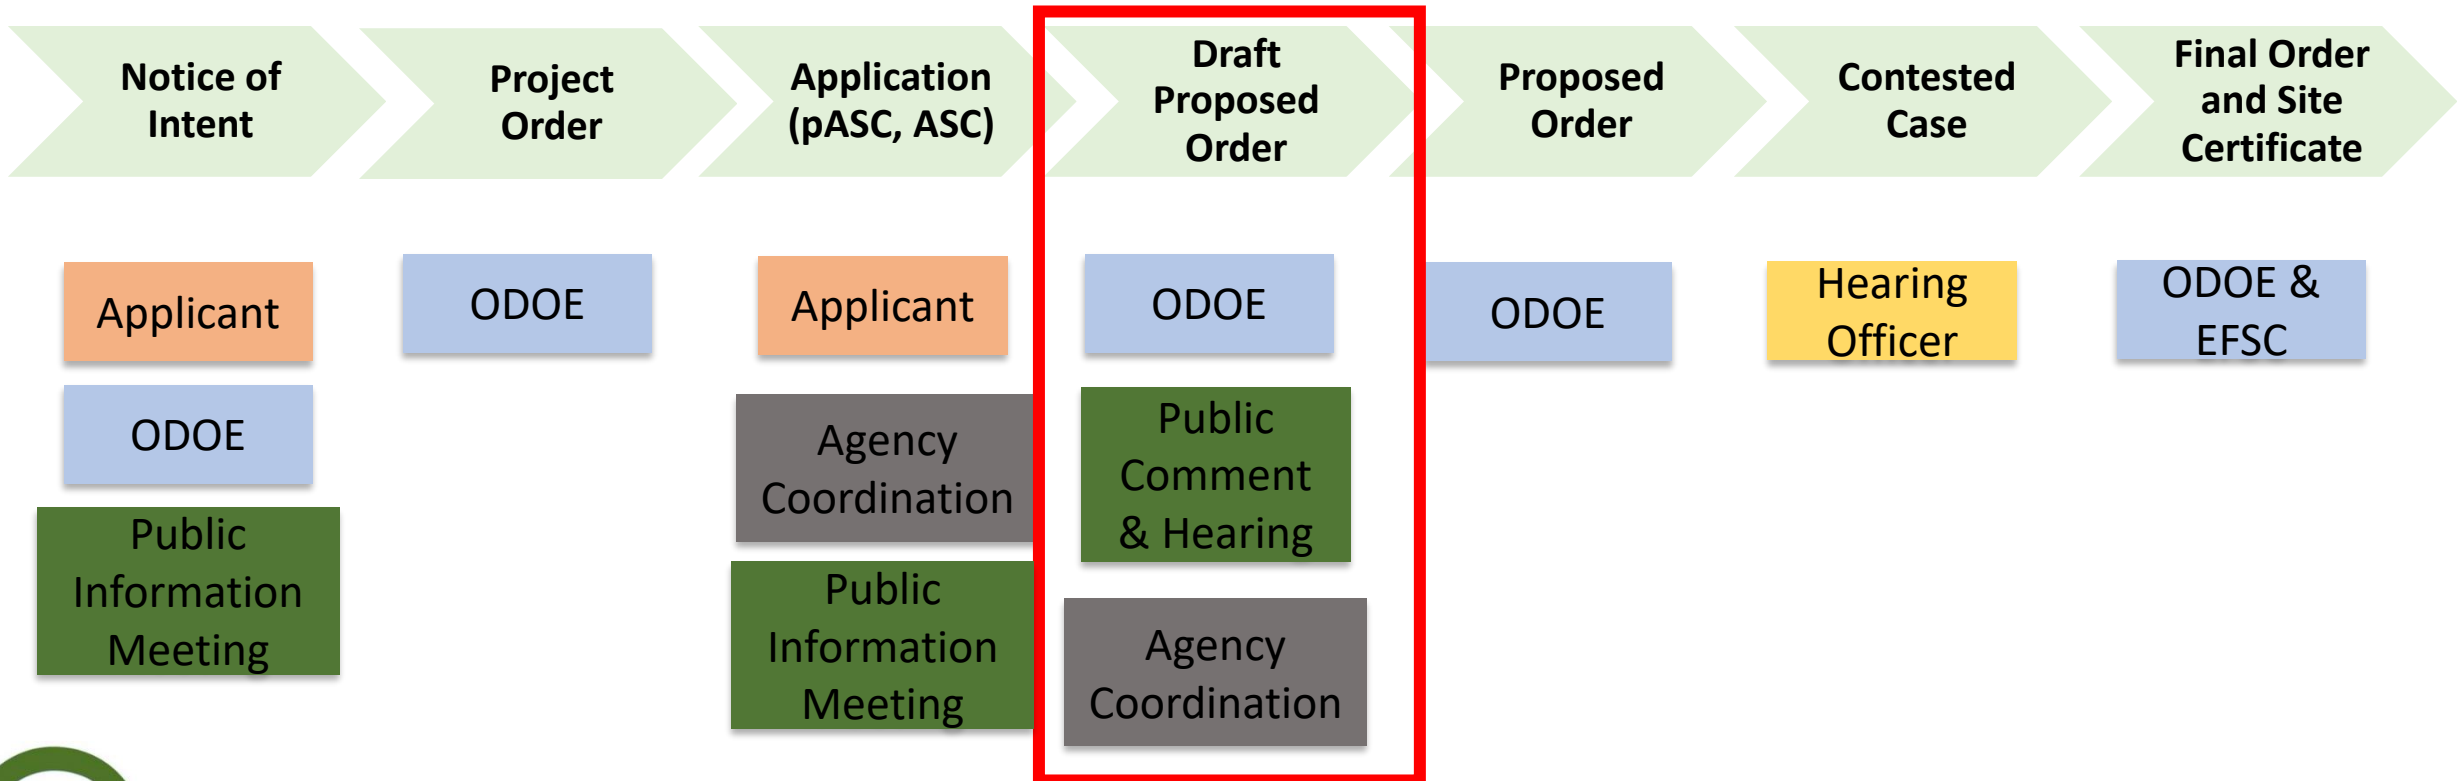 Notice of
Intent
Project
Order
Application
(pASC, ASC)
Draft
Proposed
Order
Proposed
Order
Contested
Case
Final Order
and Site
Certificate
Applicant
ODOE
Public
Information
Meeting
ODOE
Applicant
Agency
Coordination
Public
Information
Meeting
ODOE
Public
Comment
& Hearing
Agency
Coordination
ODOE
Hearing
Officer
ODOE &
EFSC